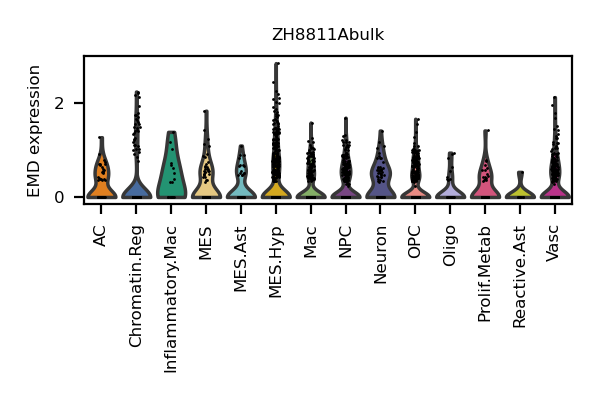 ZH8811Abulk
EMD expression
2
0
AC
Chromatin.Reg
Inflammatory.Mac
MES
MES.Ast
MES.Hyp
Mac
NPC
Neuron
OPC
Oligo
Prolif.Metab
Reactive.Ast
Vasc